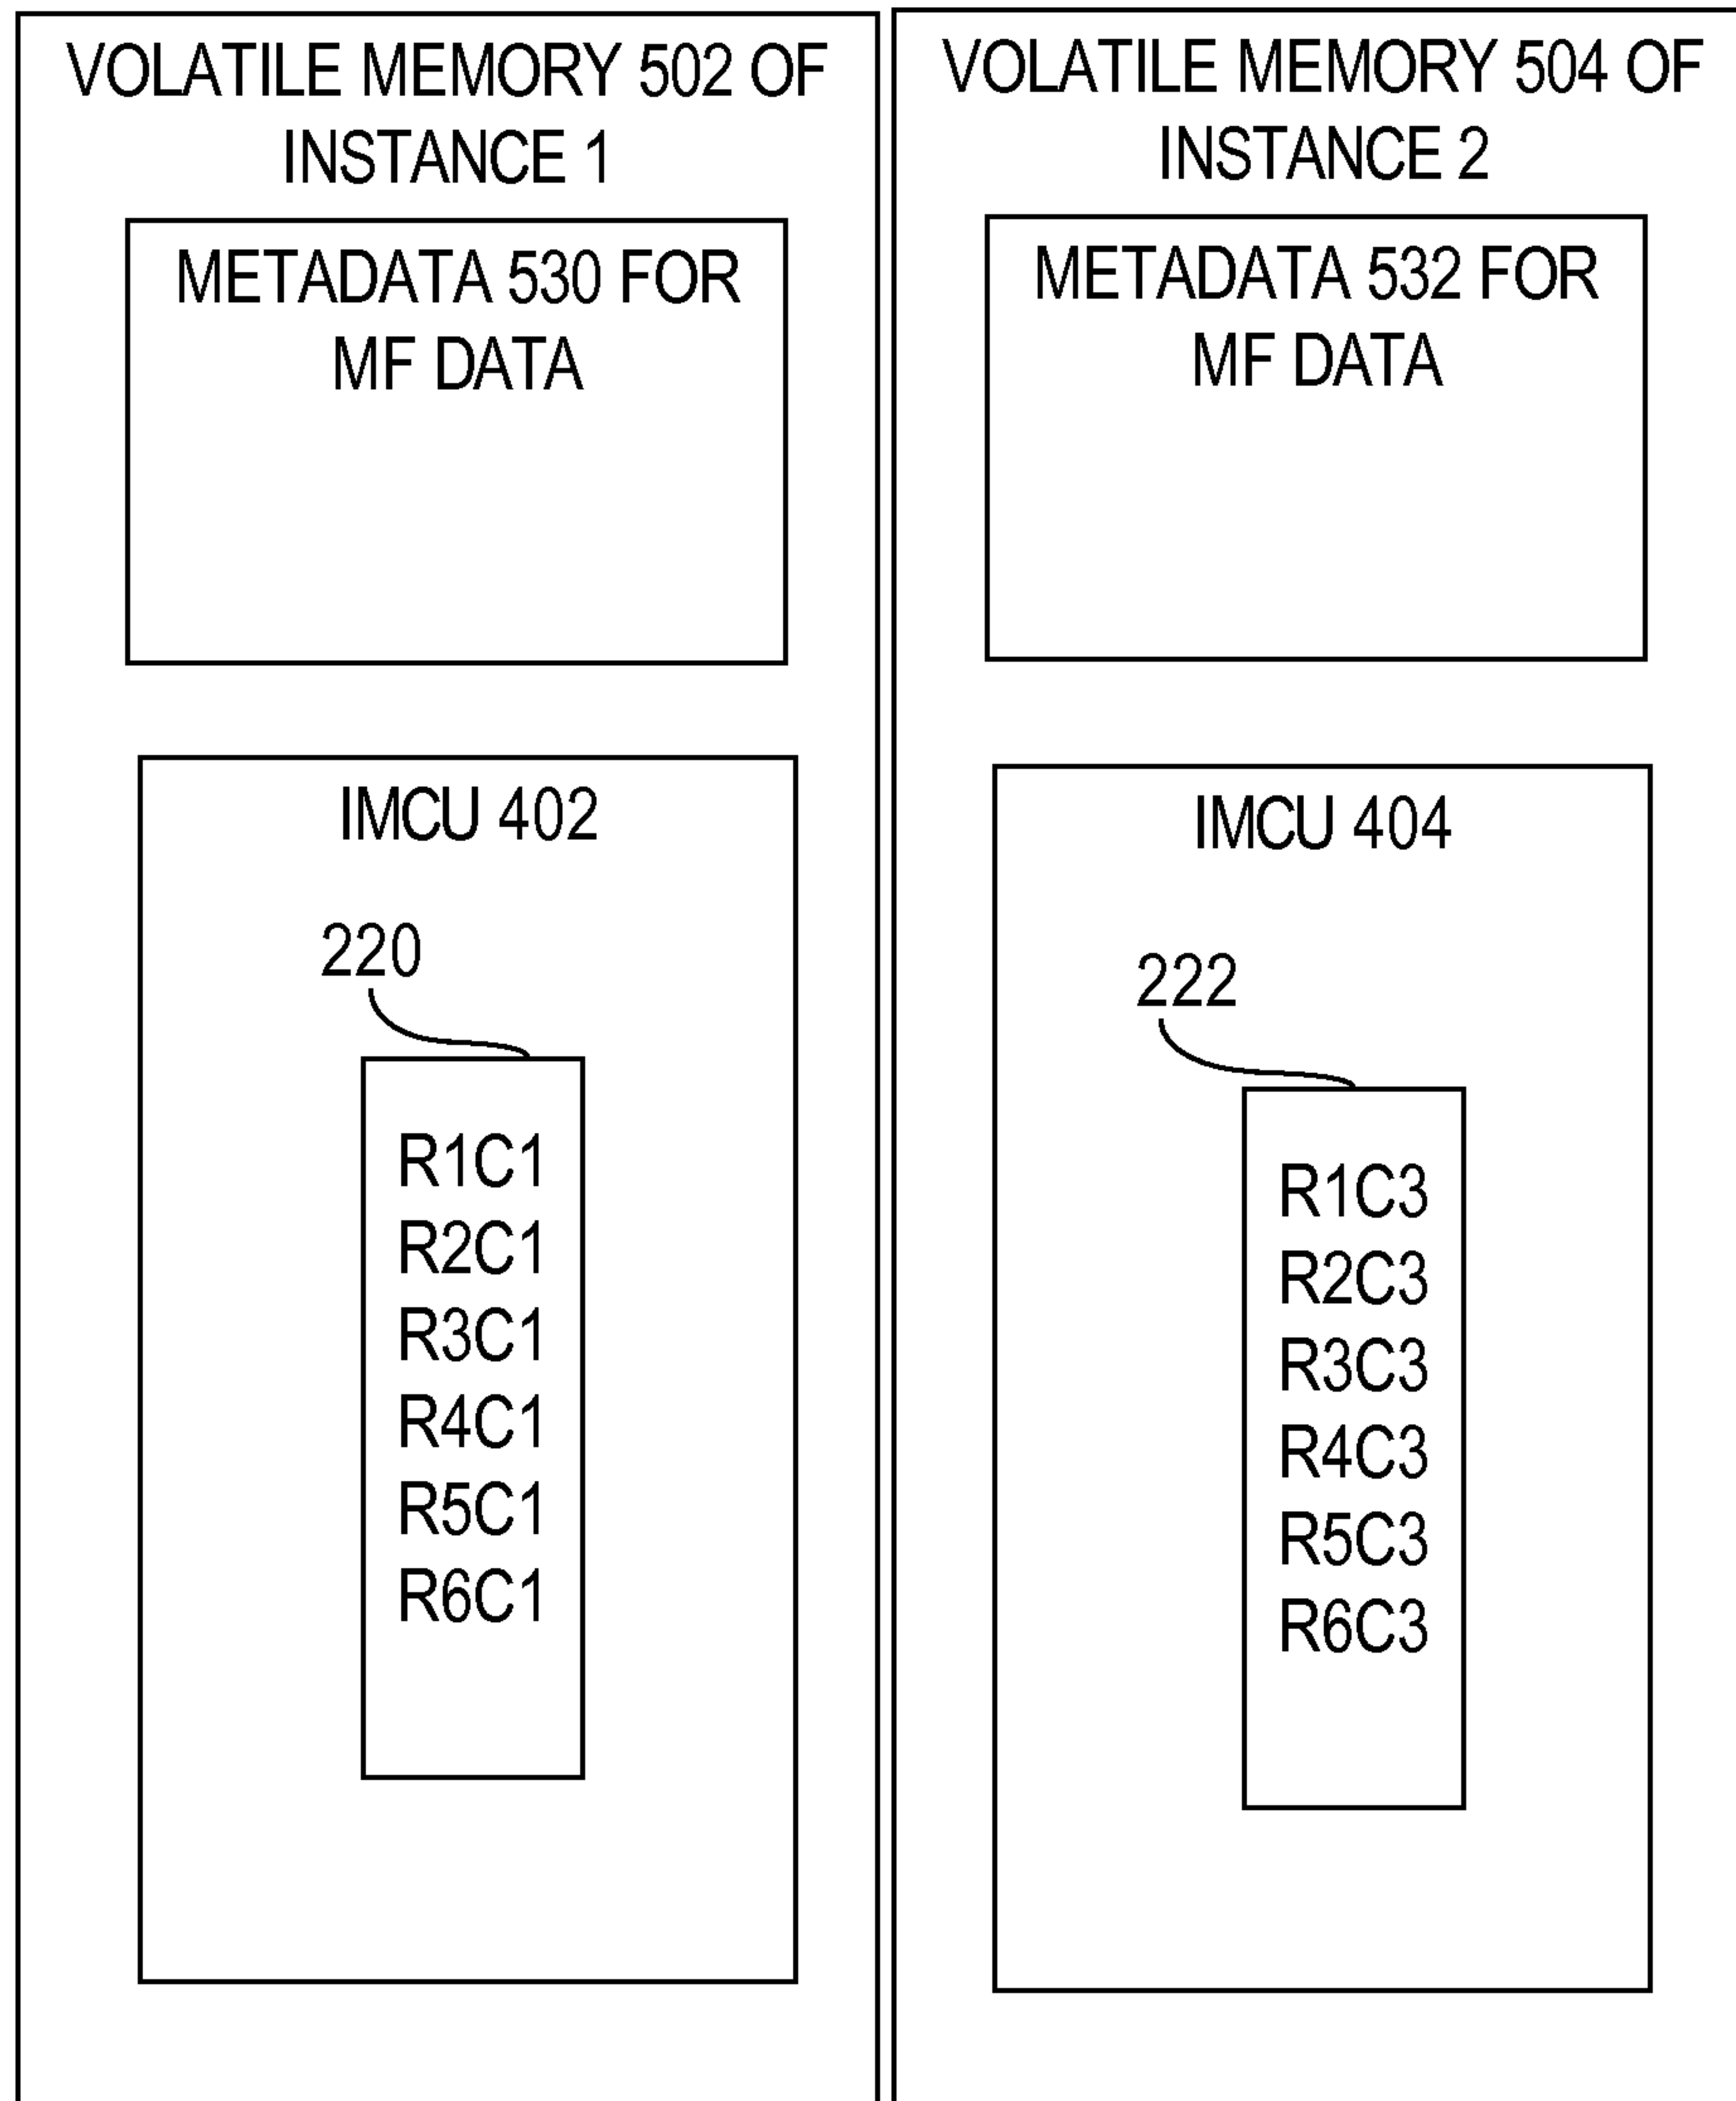 VOLATILE MEMORY 502 OF
INSTANCE 1
METADATA 530 FOR
MF DATA
IMCU 402
220
R1C1
R2C1
R3C1
R4C1
R5C1
R6C1
VOLATILE MEMORY 504 OF
INSTANCE 2
METADATA 532 FOR
MF DATA
IMCU 404
222
R1C3
R2C3
R3C3
R4C3
R5C3
R6C3